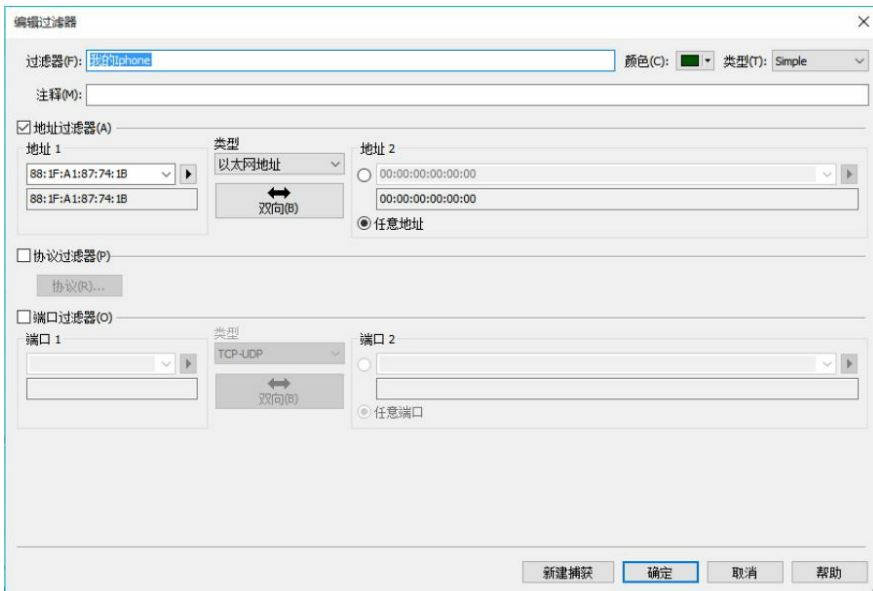 编辑过滤器
过滤器(F): 我的Iphone 颜色(C): 类型(T): Simple
注释(M):
地址过滤器(A)
地址 1 类型 地址 2
88:1F:A1:87:74:1B 以太网地址 00:00:00:00:00:00
88:1F:A1:87:74:1B 双向(B) 00:00:00:00:00:00
任意地址
协议过滤器(P)
协议(R)...
端口过滤器(O)
端口 1 类型 端口 2
TCP-UDP
双向(B)
任意端口
新建捕获 确定 取消 帮助